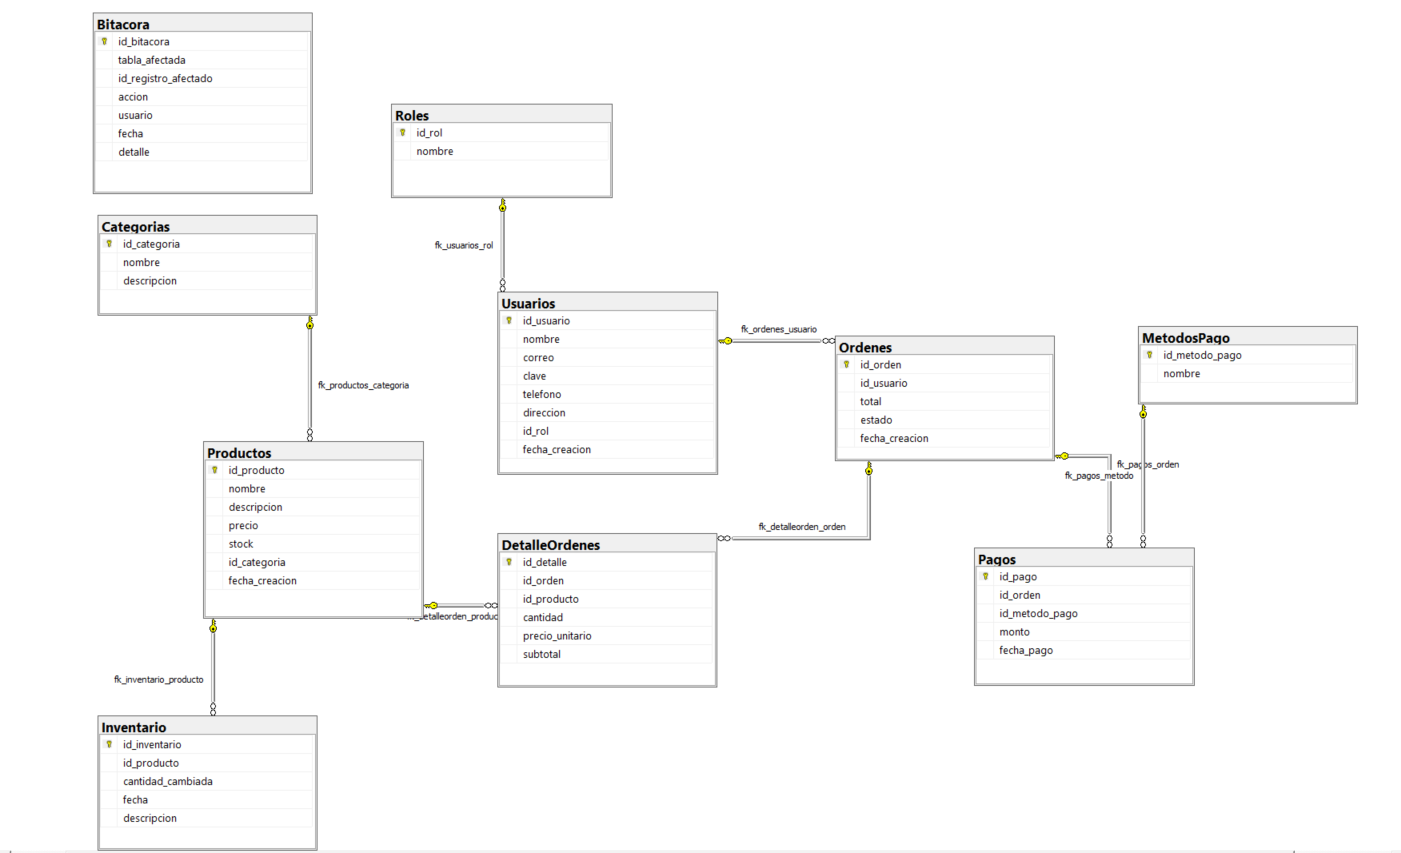 Bitacora
id_bitacora
tabla_afectada
id_registro_afectado
accion
usuario
fecha
detalle
Roles
id_rol
nombre
fk_usuarios_rol
Categorias
id_categoria
nombre
descripcion
fk_productos_categoria
Usuarios
id_usuario
nombre
correo
clave
telefono
direccion
id_rol
fecha_creacion
fk_ordenes_usuario
Ordenes
id_orden
id_usuario
total
estado
fecha_creacion
MetodosPago
id_metodo_pago
nombre
fk_pagos_orden
fk_pagos_metodo
Productos
id_producto
nombre
descripcion
precio
stock
id_categoria
fecha_creacion
fk_detalleorden_orden
DetalleOrdenes
id_detalle
id_orden
id_producto
cantidad
precio_unitario
subtotal
Pagos
id_pago
id_orden
id_metodo_pago
monto
fecha_pago
fk_inventario_producto
Inventario
id_inventario
id_producto
cantidad_cambiada
fecha
descripcion